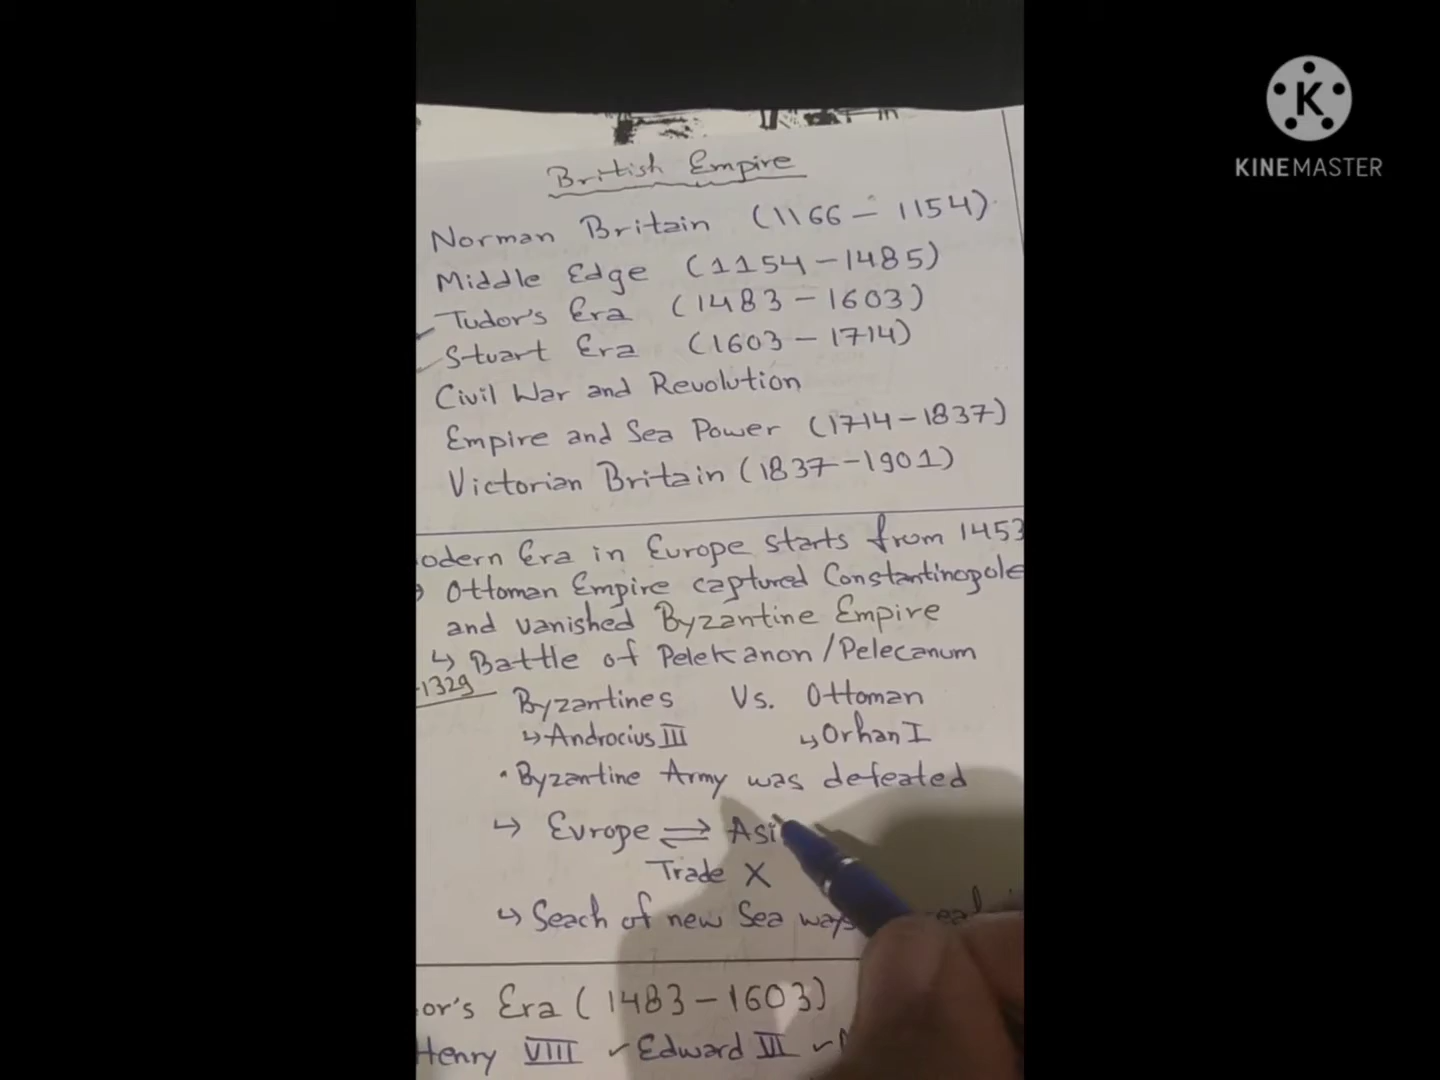 K
KINEMASTER
British Empire
Norman Britain (1166 - 1154)
Middle Edge (1154 - 1485)
Tudor's Era (1483 - 1603)
Stuart Era (1603 - 1714)
Civil War and Revolution
Empire and Sea Power (1714 - 1837)
Victorian Britain (1837 - 1901)
odern Era in Europe starts from 1453
Ottoman Empire captured Constantinopole
and vanished Byzantine Empire
↳ Battle of Pelekanon/Pelecanum
-1329
Byzantines Vs. Ottoman
↳ Androcius III ↳ Orhan I
• Byzantine Army was defeated
↳ Europe ⇌ Asi
Trade X
↳ Seach of new Sea ways
or's Era (1483 - 1603)
Henry VIII ✓ Edward VI ✓